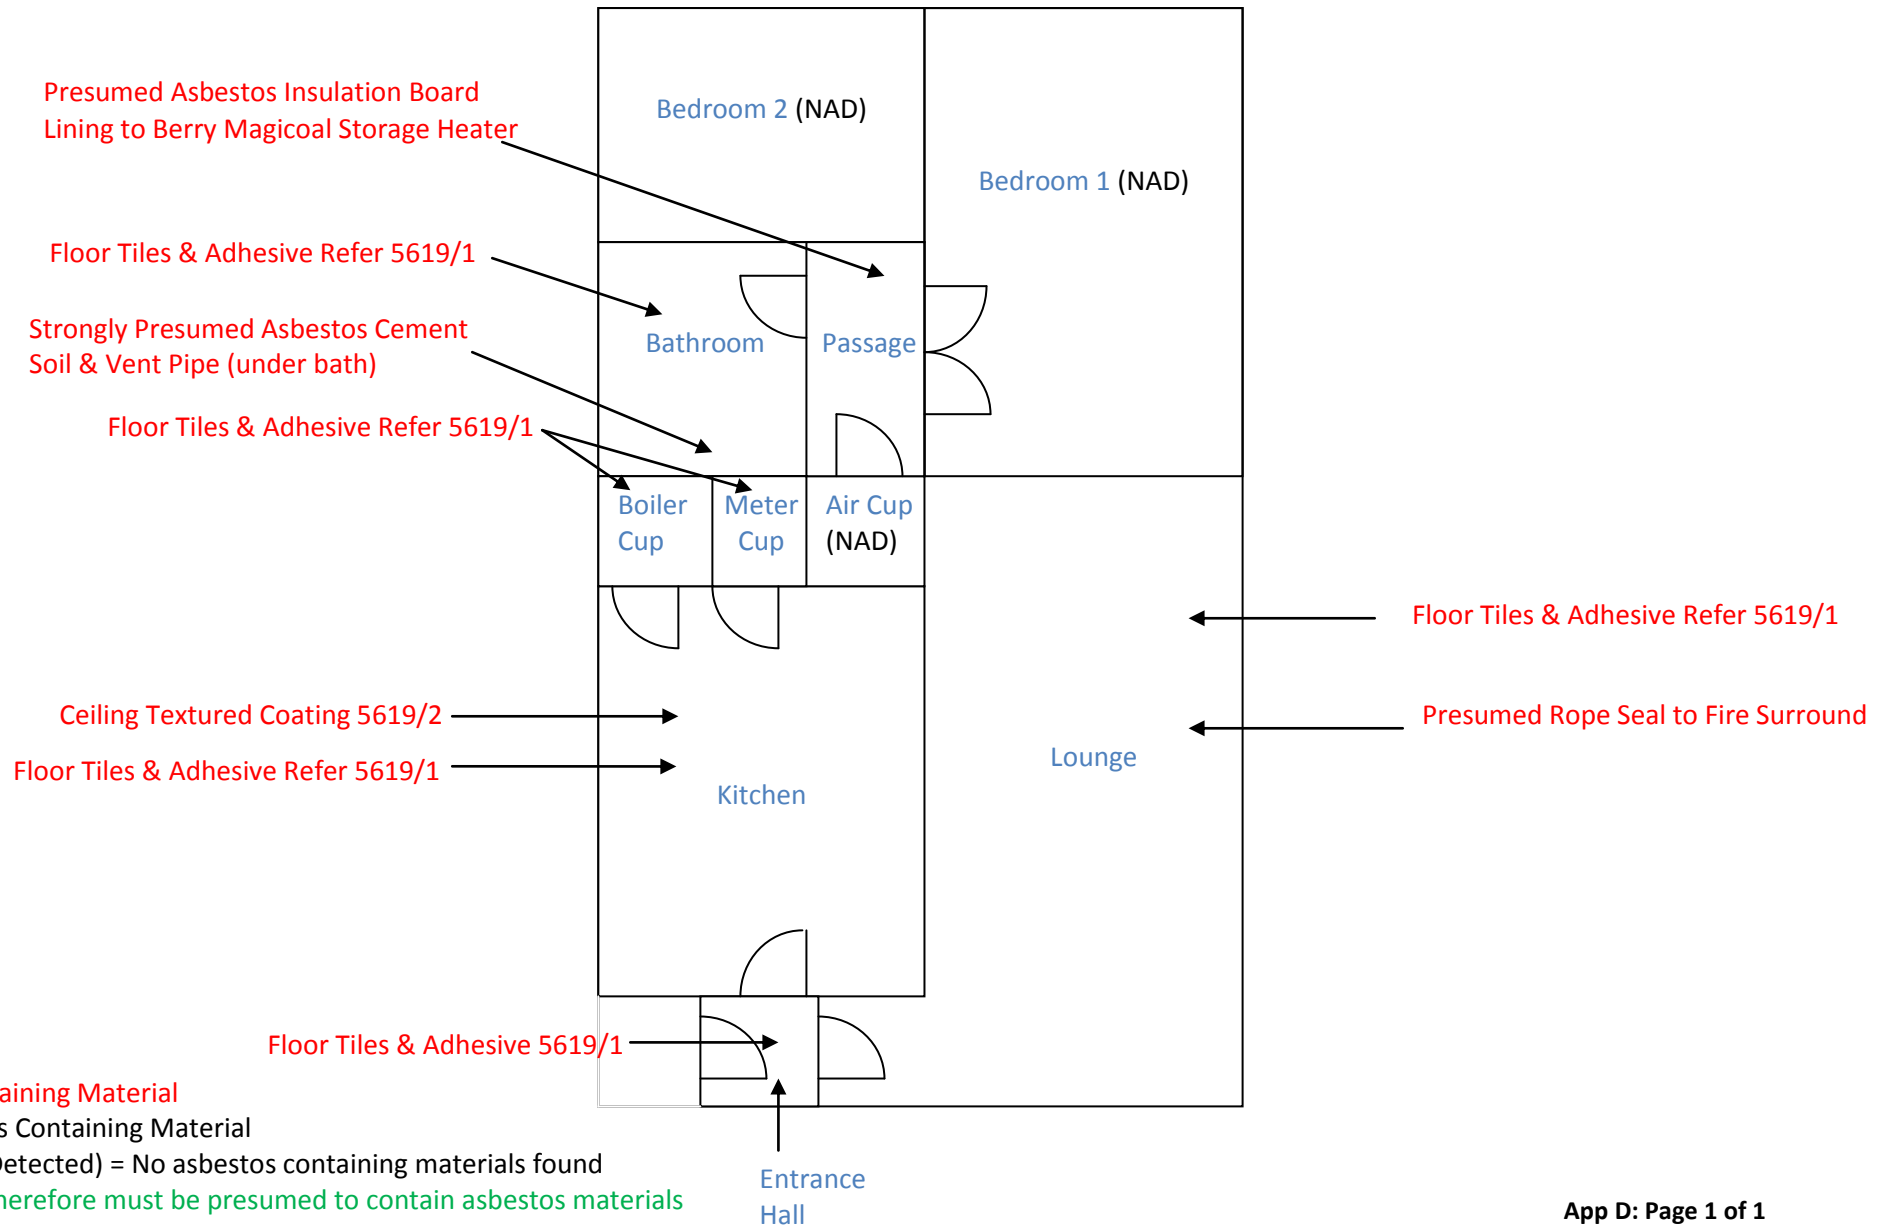 Presumed Asbestos Insulation Board
Lining to Berry Magicoal Storage Heater
Bedroom 2 (NAD)
Bedroom 1 (NAD)
Floor Tiles & Adhesive Refer 5619/1
Strongly Presumed Asbestos Cement
Soil & Vent Pipe (under bath)
Bathroom
Passage
Floor Tiles & Adhesive Refer 5619/1
Boiler
Cup
Meter
Cup
Air Cup
(NAD)
Floor Tiles & Adhesive Refer 5619/1
Ceiling Textured Coating 5619/2
Presumed Rope Seal to Fire Surround
Lounge
Floor Tiles & Adhesive Refer 5619/1
Kitchen
Floor Tiles & Adhesive 5619/1
aining Material
s Containing Material
Detected) = No asbestos containing materials found
herefore must be presumed to contain asbestos materials
Entrance
Hall
App D: Page 1 of 1